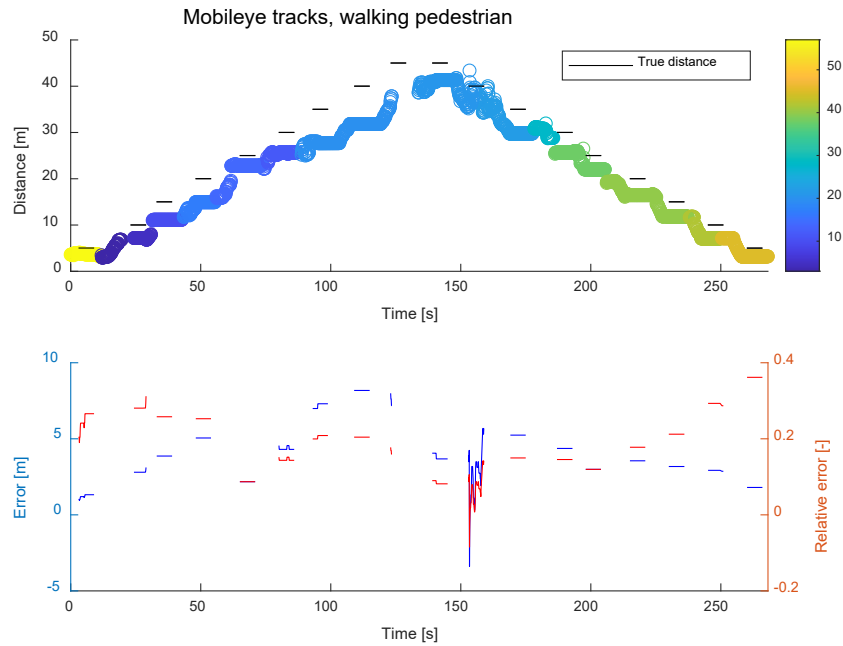 Mobileye tracks, walking pedestrian
50
40
30
20
10
0
Distance [m]
0 50 100 150 200 250
Time [s]
True distance
50
40
30
20
10
10
5
0
-5
Error [m]
0.4
0.2
0
-0.2
Relative error [-]
0 50 100 150 200 250
Time [s]